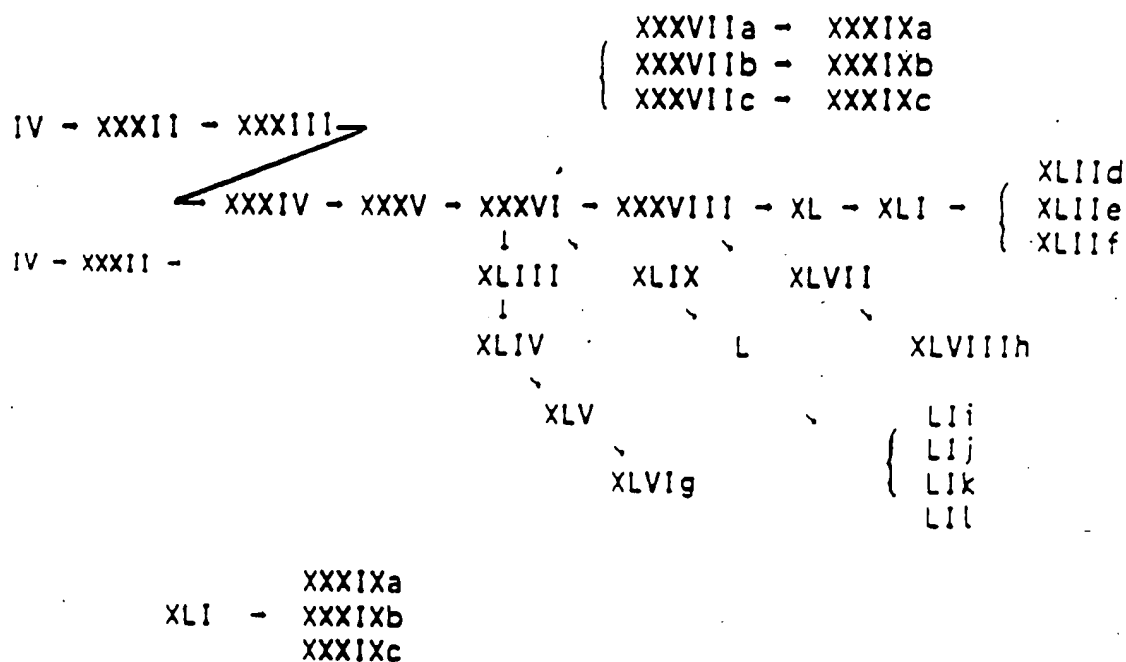 XXXVIIa → XXXIXa
XXXVIIb → XXXIXb
XXXVIIc → XXXIXc
IV → XXXII → XXXIII
→ XXXIV → XXXV → XXXVI → XXXVIII → XL → XLI →
XLIId
XLIIe
XLIIf
IV → XXXII →
XLIII XLIX XLVII
XLIV L XLVIIIh
XLV
XLVIg
LIi
LIj
LIk
LIl
XLI →
XXXIXa
XXXIXb
XXXIXc